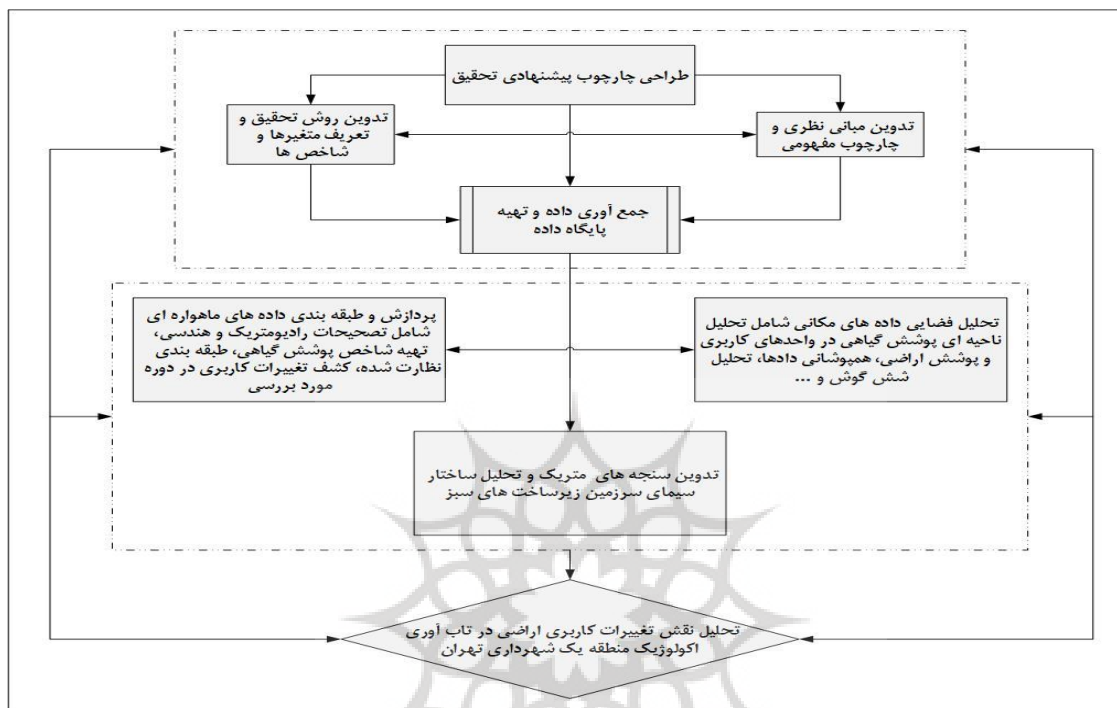 طراحی چارچوب پیشنهادی تحقیق
تدوین مبانی نظری و
چارچوب مفهومی
تدوین روش تحقیق و
تعریف متغیرها و
شاخص ها
جمع آوری داده و تهیه
پایگاه داده
تحلیل فضایی داده های مکانی شامل تحلیل
ناحیه ای پوشش گیاهی در واحدهای کاربری
و پوشش اراضی، همپوشانی دادها، تحلیل
شش گوش و ...
پردازش و طبقه بندی داده های ماهواره ای
شامل تصحیحات رادیومتریک و هندسی،
تهیه شاخص پوشش گیاهی، طبقه بندی
نظارت شده، کشف تغییرات کاربری در دوره
مورد بررسی
تدوین سنجه های متریک و تحلیل ساختار
سیمای سرزمین زیرساخت های سبز
تحلیل نقش تغییرات کاربری اراضی در تاب آوری
اکولوژیک منطقه یک شهرداری تهران